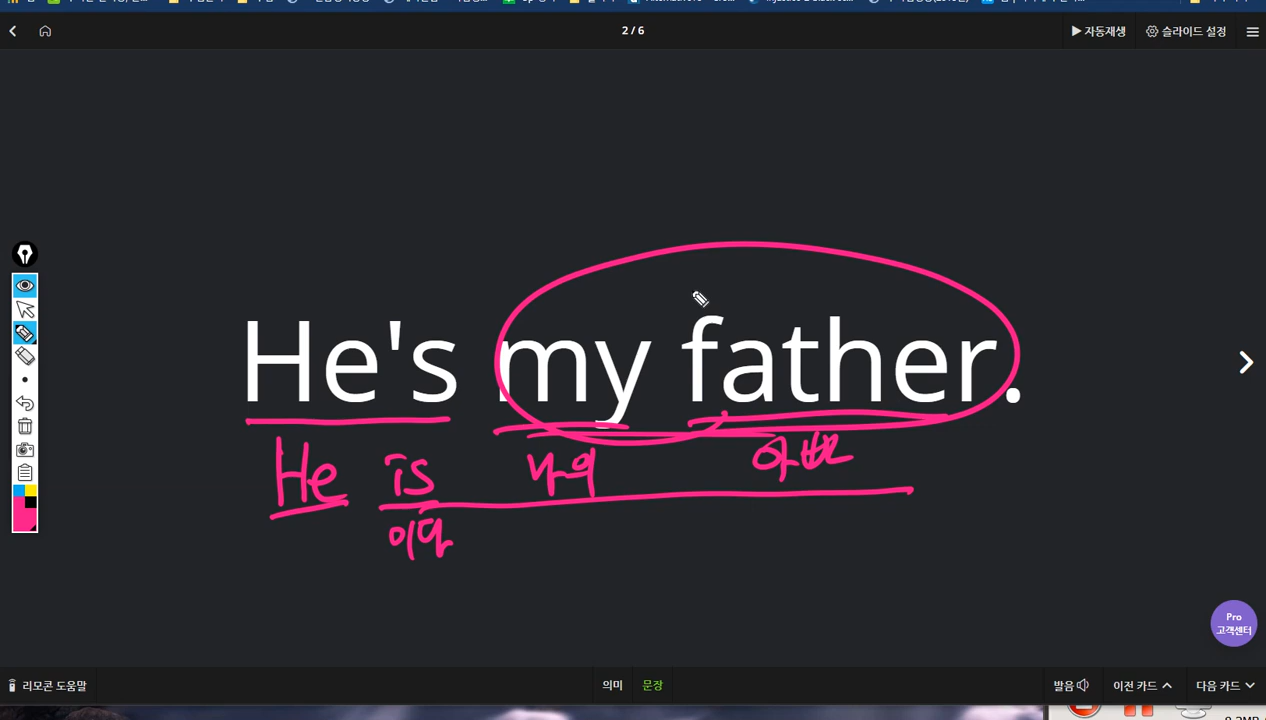 2 / 6
▶ 자동재생
슬라이드 설정
He's my father.
He is 나의 아빠
이다
Pro
고객센터
리모콘 도움말
의미
문장
발음
이전 카드
다음 카드